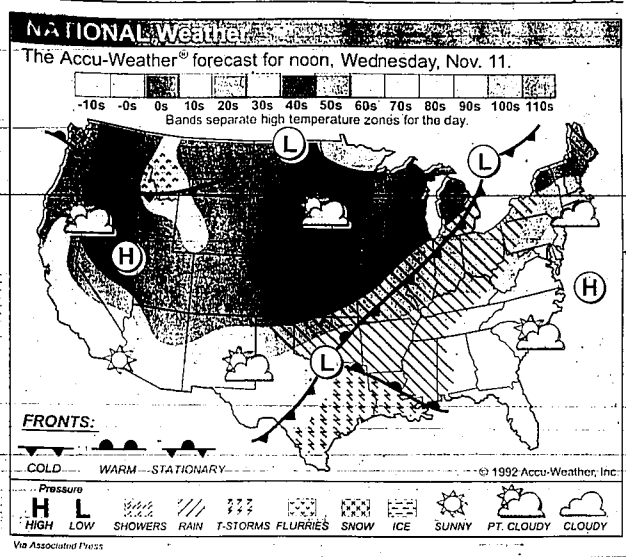 NATIONAL Weather
The Accu-Weather® forecast for noon, Wednesday, Nov. 11.
-10s -0s 0s 10s 20s 30s 40s 50s 60s 70s 80s 90s 100s 110s
Bands separate high temperature zones for the day.
L
L
H
H
L
FRONTS:
COLD WARM STATIONARY
© 1992 Accu-Weather, Inc.
Pressure
H L
HIGH LOW SHOWERS RAIN T-STORMS FLURRIES SNOW ICE SUNNY PT. CLOUDY CLOUDY
Via Associated Press